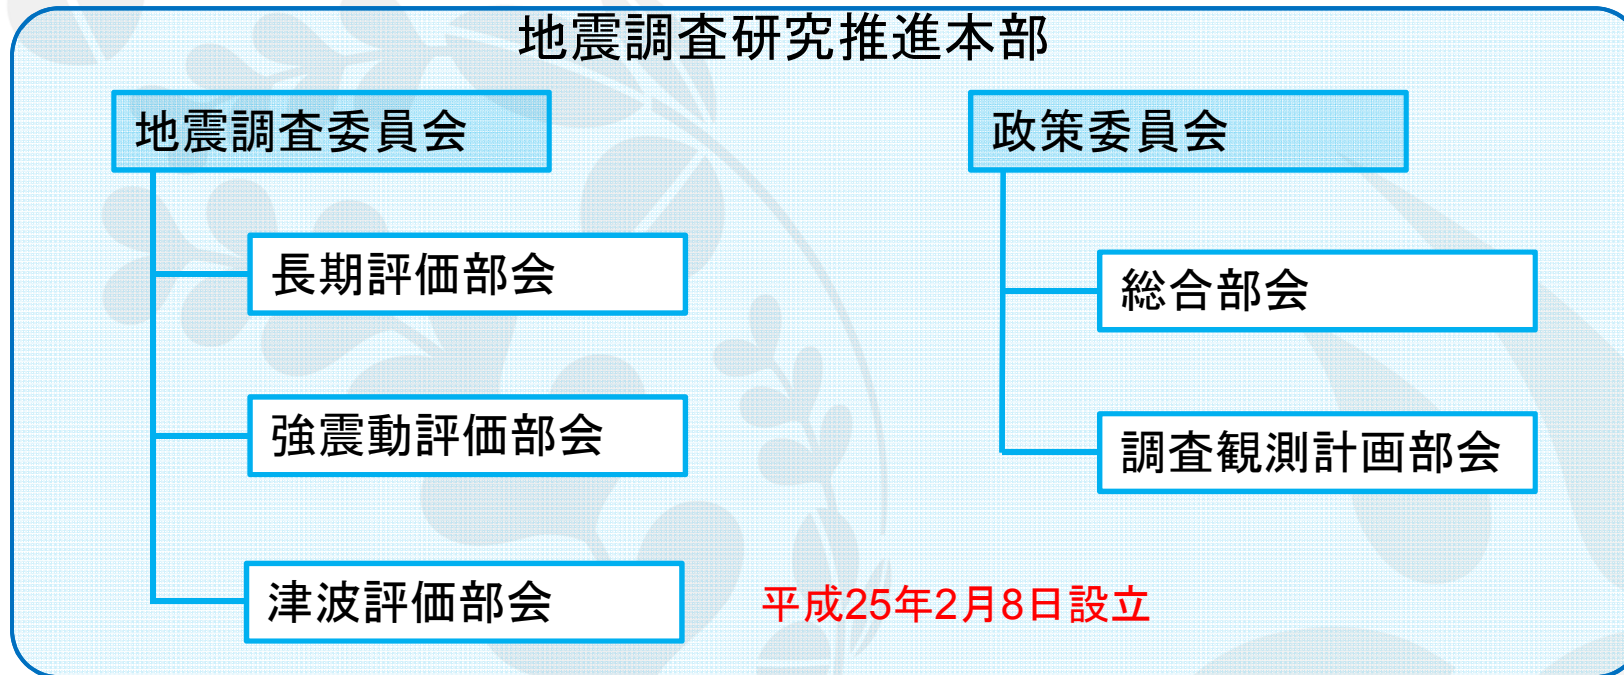 地震調査研究推進本部
地震調査委員会
長期評価部会
強震動評価部会
津波評価部会
平成25年2月8日設立
政策委員会
総合部会
調査観測計画部会